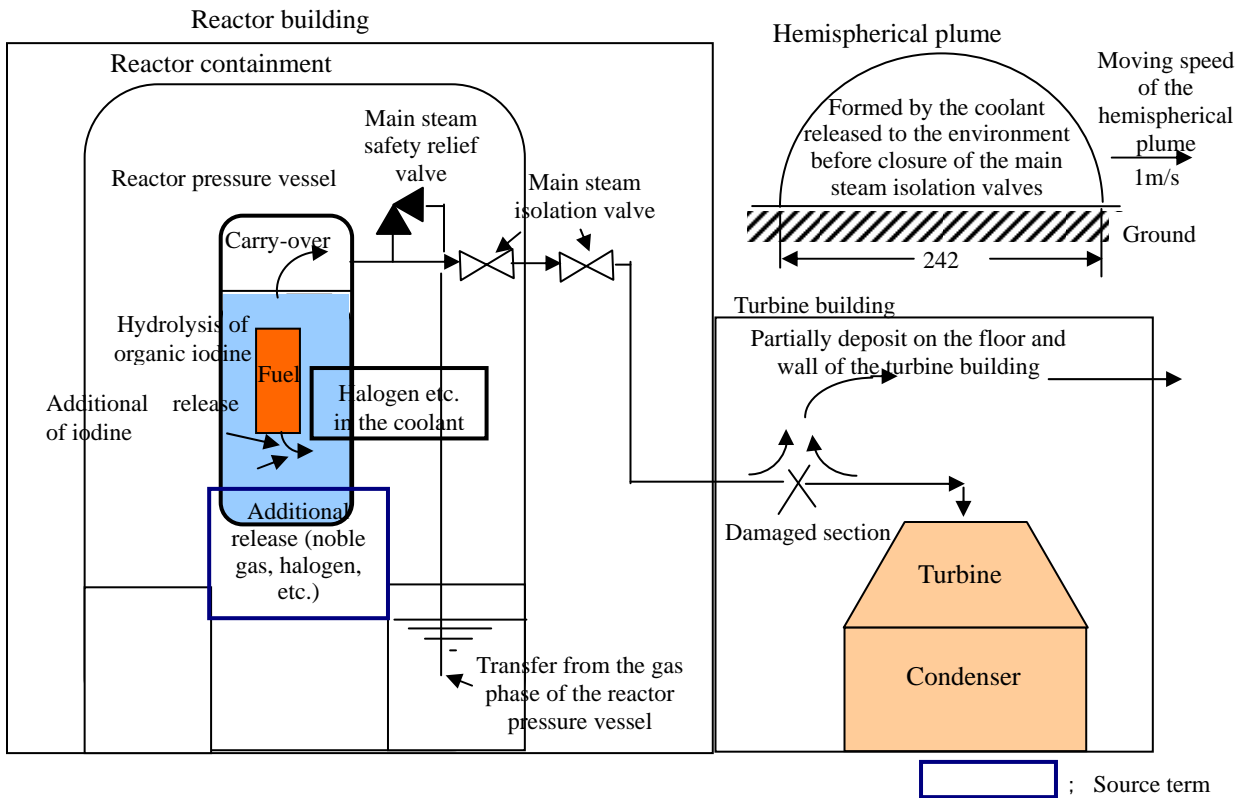 Reactor building
Reactor containment
Main steam
safety relief
valve
Reactor pressure vessel
Main steam
isolation valve
Carry-over
Hydrolysis of
organic iodine
Fuel
Additional release
of iodine
Halogen etc.
in the coolant
Additional
release (noble
gas, halogen,
etc.)
Transfer from the gas
phase of the reactor
pressure vessel
Hemispherical plume
Formed by the coolant
released to the environment
before closure of the main
steam isolation valves
Moving speed
of the
hemispherical
plume
1m/s
Ground
242
Turbine building
Partially deposit on the floor and
wall of the turbine building
Damaged section
Turbine
Condenser
; Source term